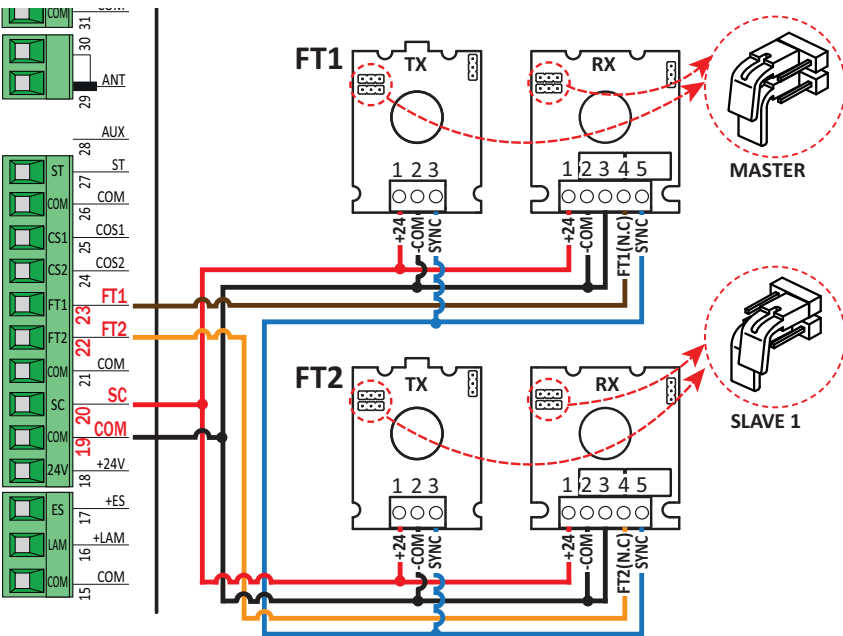 COM
31
30
ANT
29
AUX
28
ST
ST
27
COM
COM
26
CS1
COS1
25
CS2
COS2
24
FT1
FT1
23
FT2
FT2
22
COM
COM
21
SC
SC
20
COM
COM
19
24V
+24V
18
ES
+ES
17
LAM
+LAM
16
COM
COM
15
FT1
TX
1 2 3
+24
-COM
SYNC
RX
1 2 3 4 5
+24
-COM
FT1(N.C)
SYNC
MASTER
FT2
TX
1 2 3
+24
-COM
SYNC
RX
1 2 3 4 5
+24
-COM
FT2(N.C)
SYNC
SLAVE 1